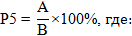 Р5 = А/В ×100%, где: